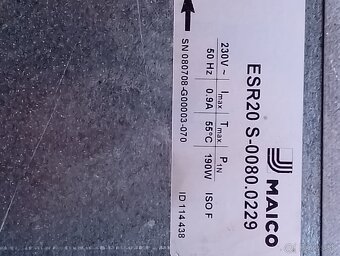 MAICO
ESR20 S-0080.0229
230V ~ Imax. Tmax. P1N ISO F
50 Hz 0.9A 55°C 190W
SN 080708-G00003-070 ID 114 438